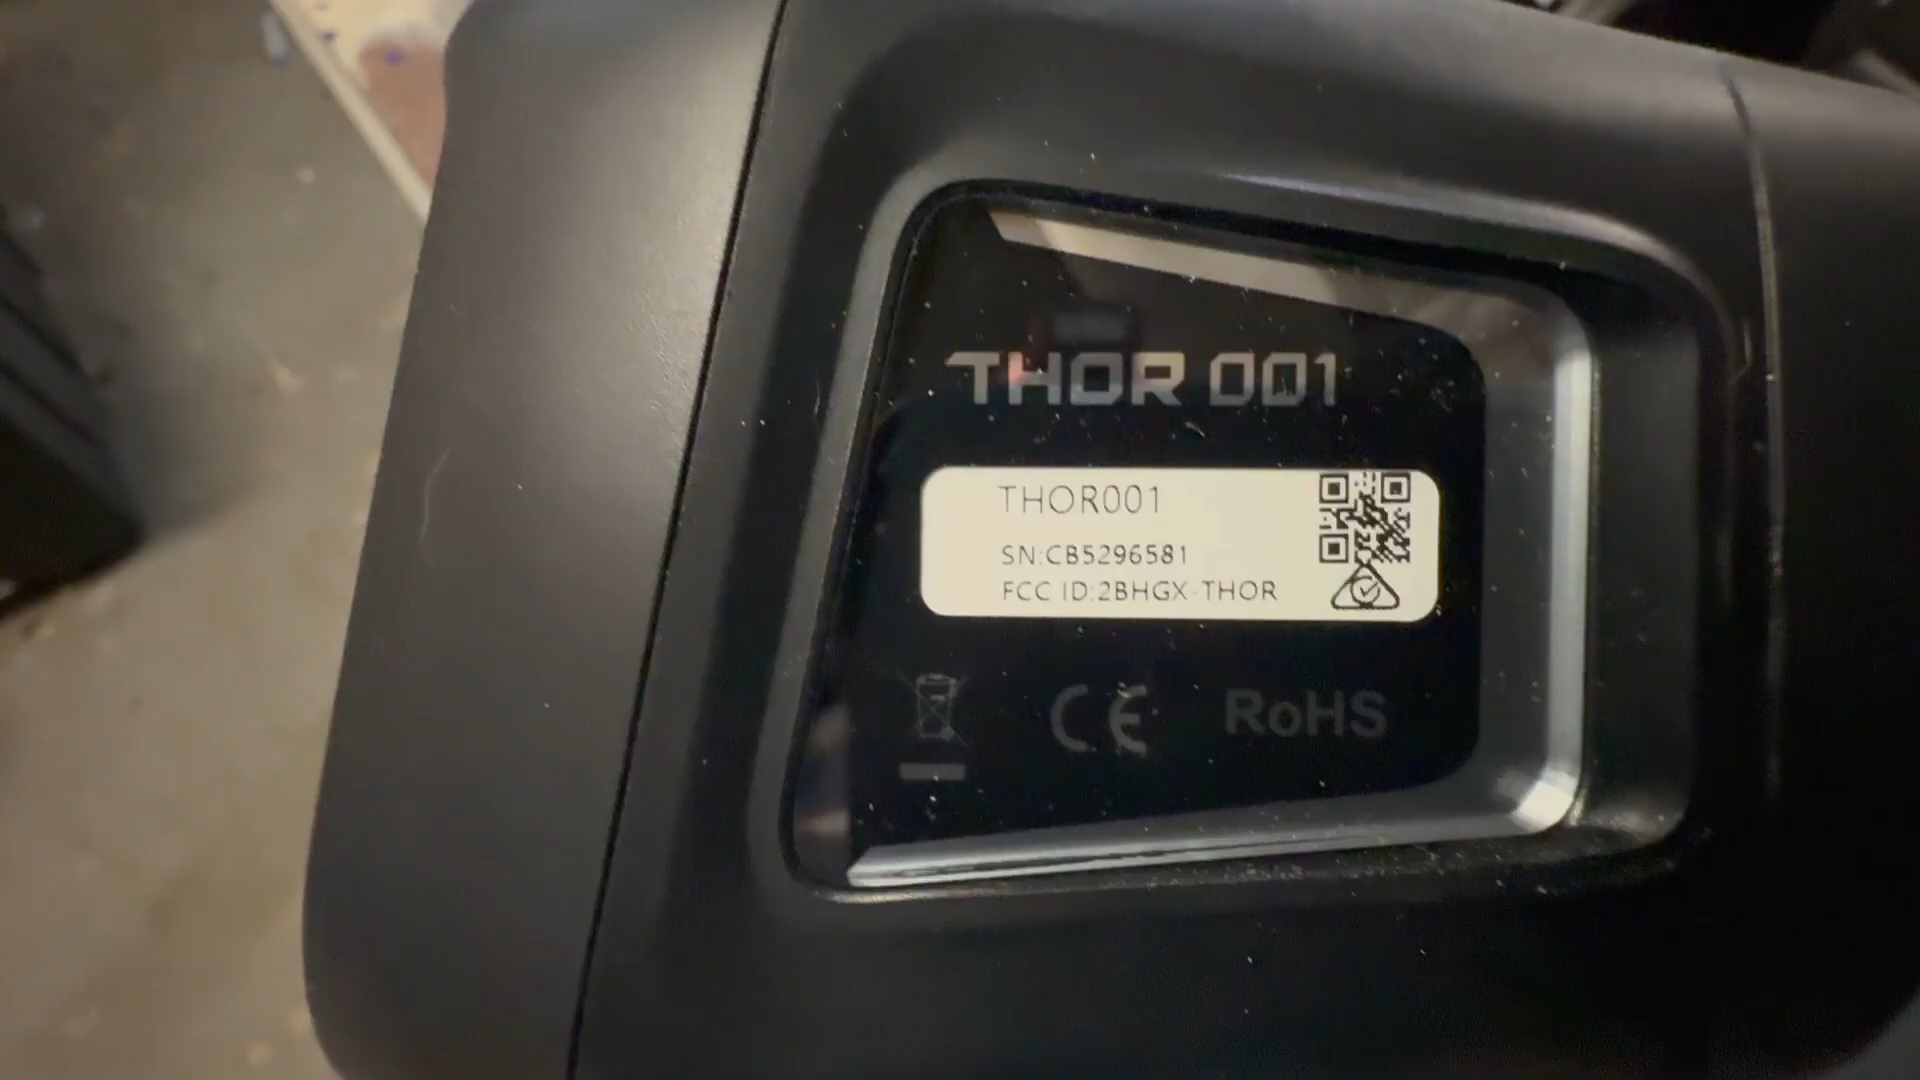 THOR 001
THOR001
SN:CB5296581
FCC ID:2BHGX-THOR
CE RoHS